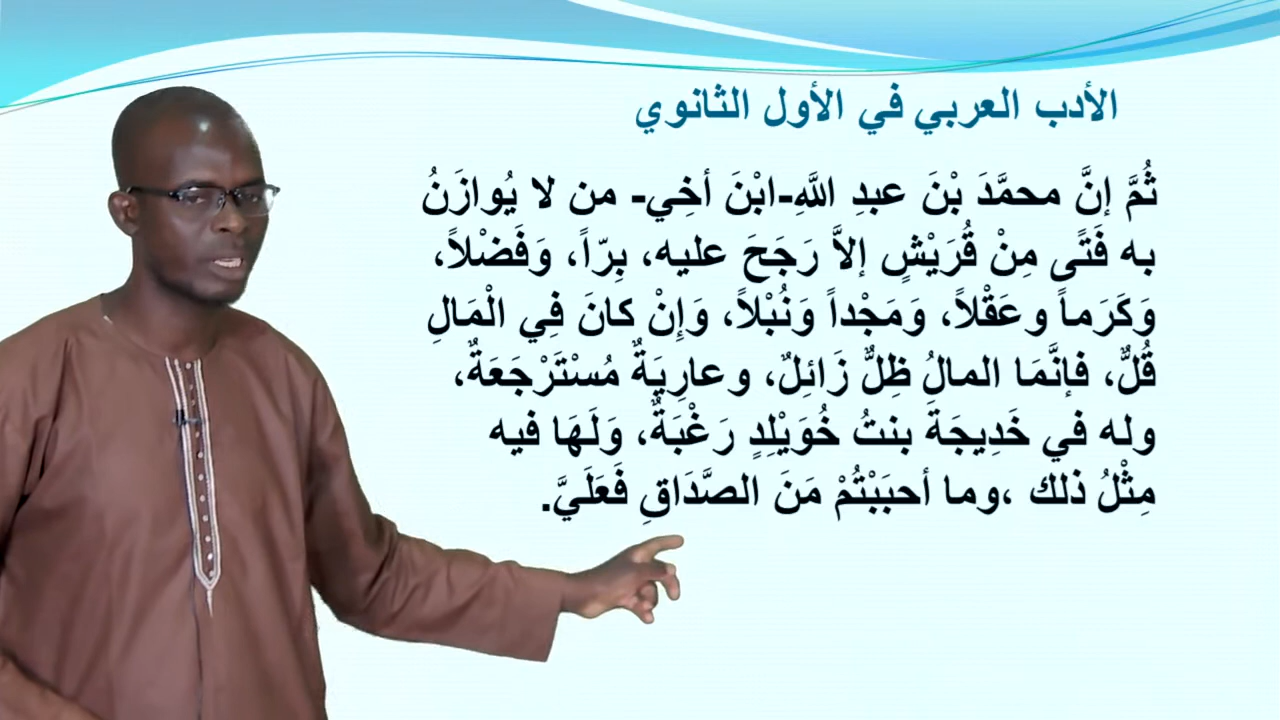 الأدب العربي في الأول الثانوي
ثُمَّ إنَّ محمَّدَ بْنَ عبدِ اللَّهِ-ابْنَ أخِي- من لا يُوازَنُ
به فَتًى مِنْ قُرَيْشٍ إلاَّ رَجَحَ عليه، بِرّاً، وَفَضْلاً،
وَكَرَماً وعَقْلاً، وَمَجْداً وَنُبْلاً، وَإِنْ كانَ فِي الْمَالِ
قُلٌّ، فإنَّمَا المالُ ظِلٌّ زَائِلٌ، وعارِيَةٌ مُسْتَرْجَعَةٌ،
وله في خَدِيجَةَ بنتُ خُوَيْلِدٍ رَغْبَةٌ، وَلَهَا فيه
مِثْلُ ذلك ،وما أحبَبْتُمْ مَنَ الصَّدَاقِ فَعَلَيَّ.